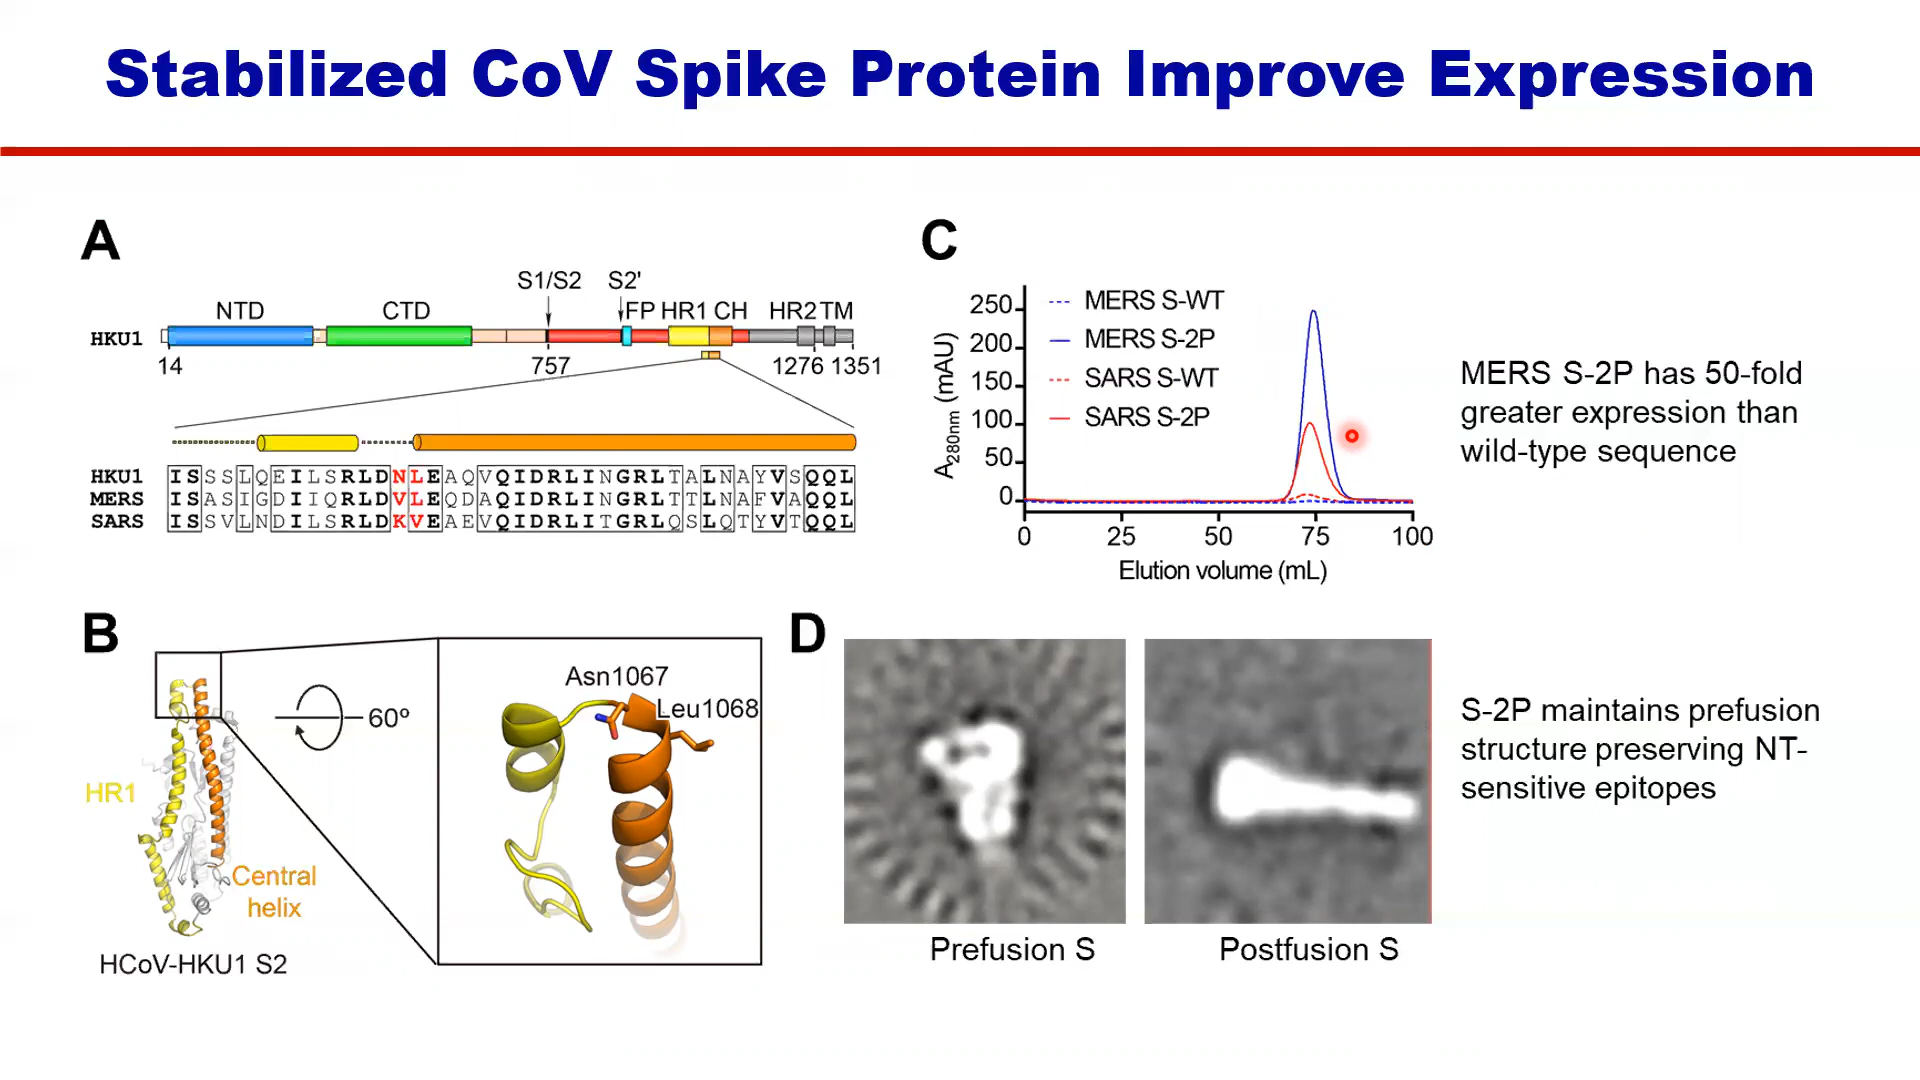 Stabilized CoV Spike Protein Improve Expression
A
S1/S2 S2'
NTD CTD FP HR1 CH HR2 TM
HKU1
14 757 1276 1351
HKU1 ISSSLQEILSRLDNLEAQVQIDRLINGRLTALNAYVSQQL
MERS ISASIGDIIQRLDVLEQDAQIDRLINGRLTTLNAFVAQQL
SARS ISSVLNDILSRLDKVEAEVQIDRLITGRLQSLQTYVTQQL
B
Asn1067
Leu1068
60º
HR1
Central
helix
HCoV-HKU1 S2
C
A280nm (mAU)
250
200
150
100
50
0
MERS S-WT
MERS S-2P
SARS S-WT
SARS S-2P
0 25 50 75 100
Elution volume (mL)
MERS S-2P has 50-fold
greater expression than
wild-type sequence
D
Prefusion S Postfusion S
S-2P maintains prefusion
structure preserving NT-
sensitive epitopes